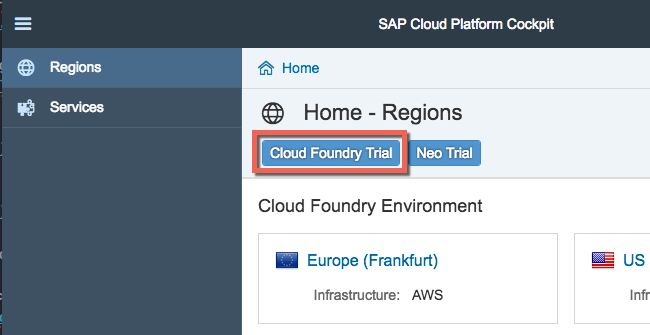 SAP Cloud Platform Cockpit
Regions
Services
Home
Home - Regions
Cloud Foundry Trial
Neo Trial
Cloud Foundry Environment
Europe (Frankfurt)
US
Infrastructure: AWS